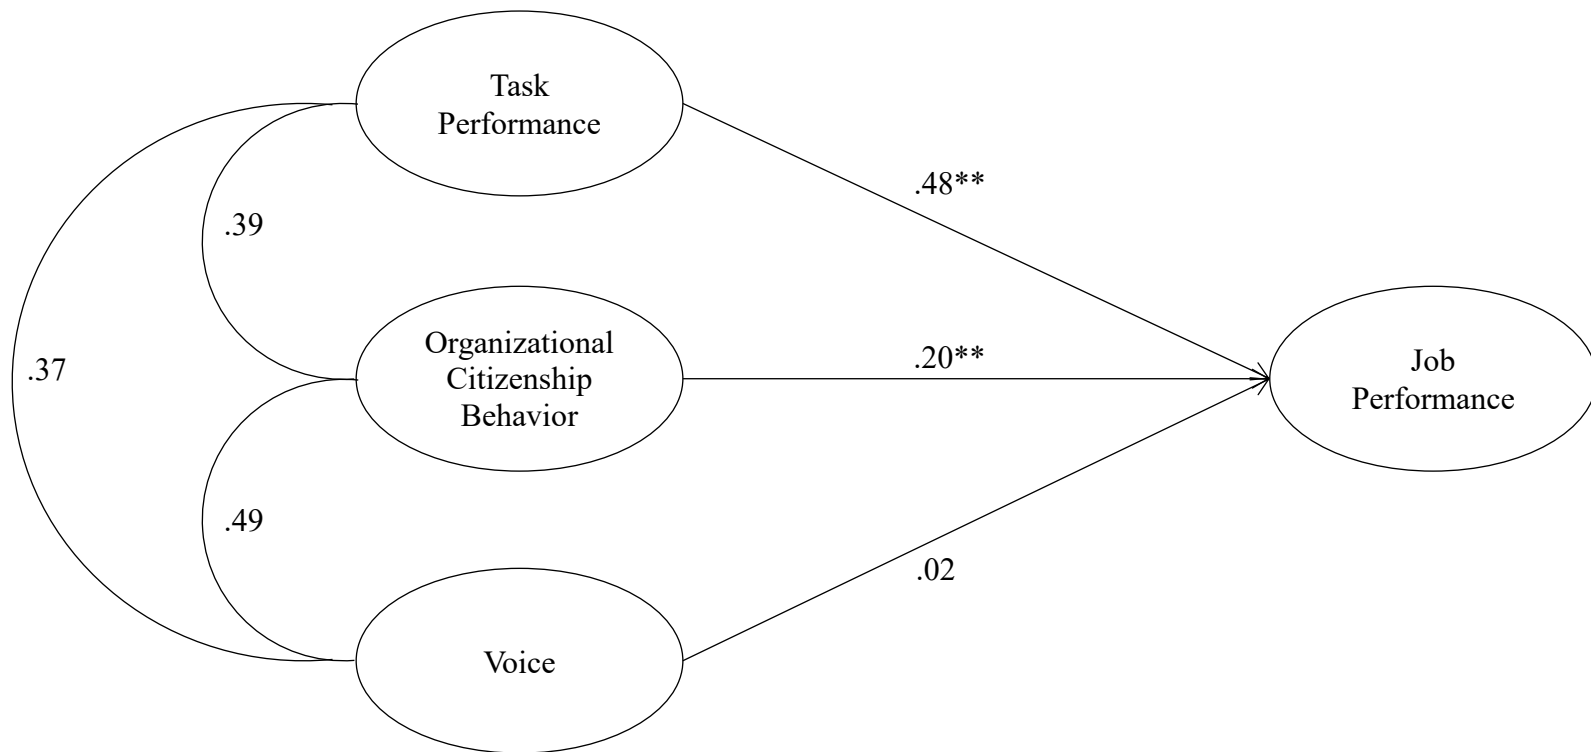 Task
Performance
.48**
.39
Organizational
Citizenship
Behavior
.20**
Job
Performance
.37
.49
.02
Voice